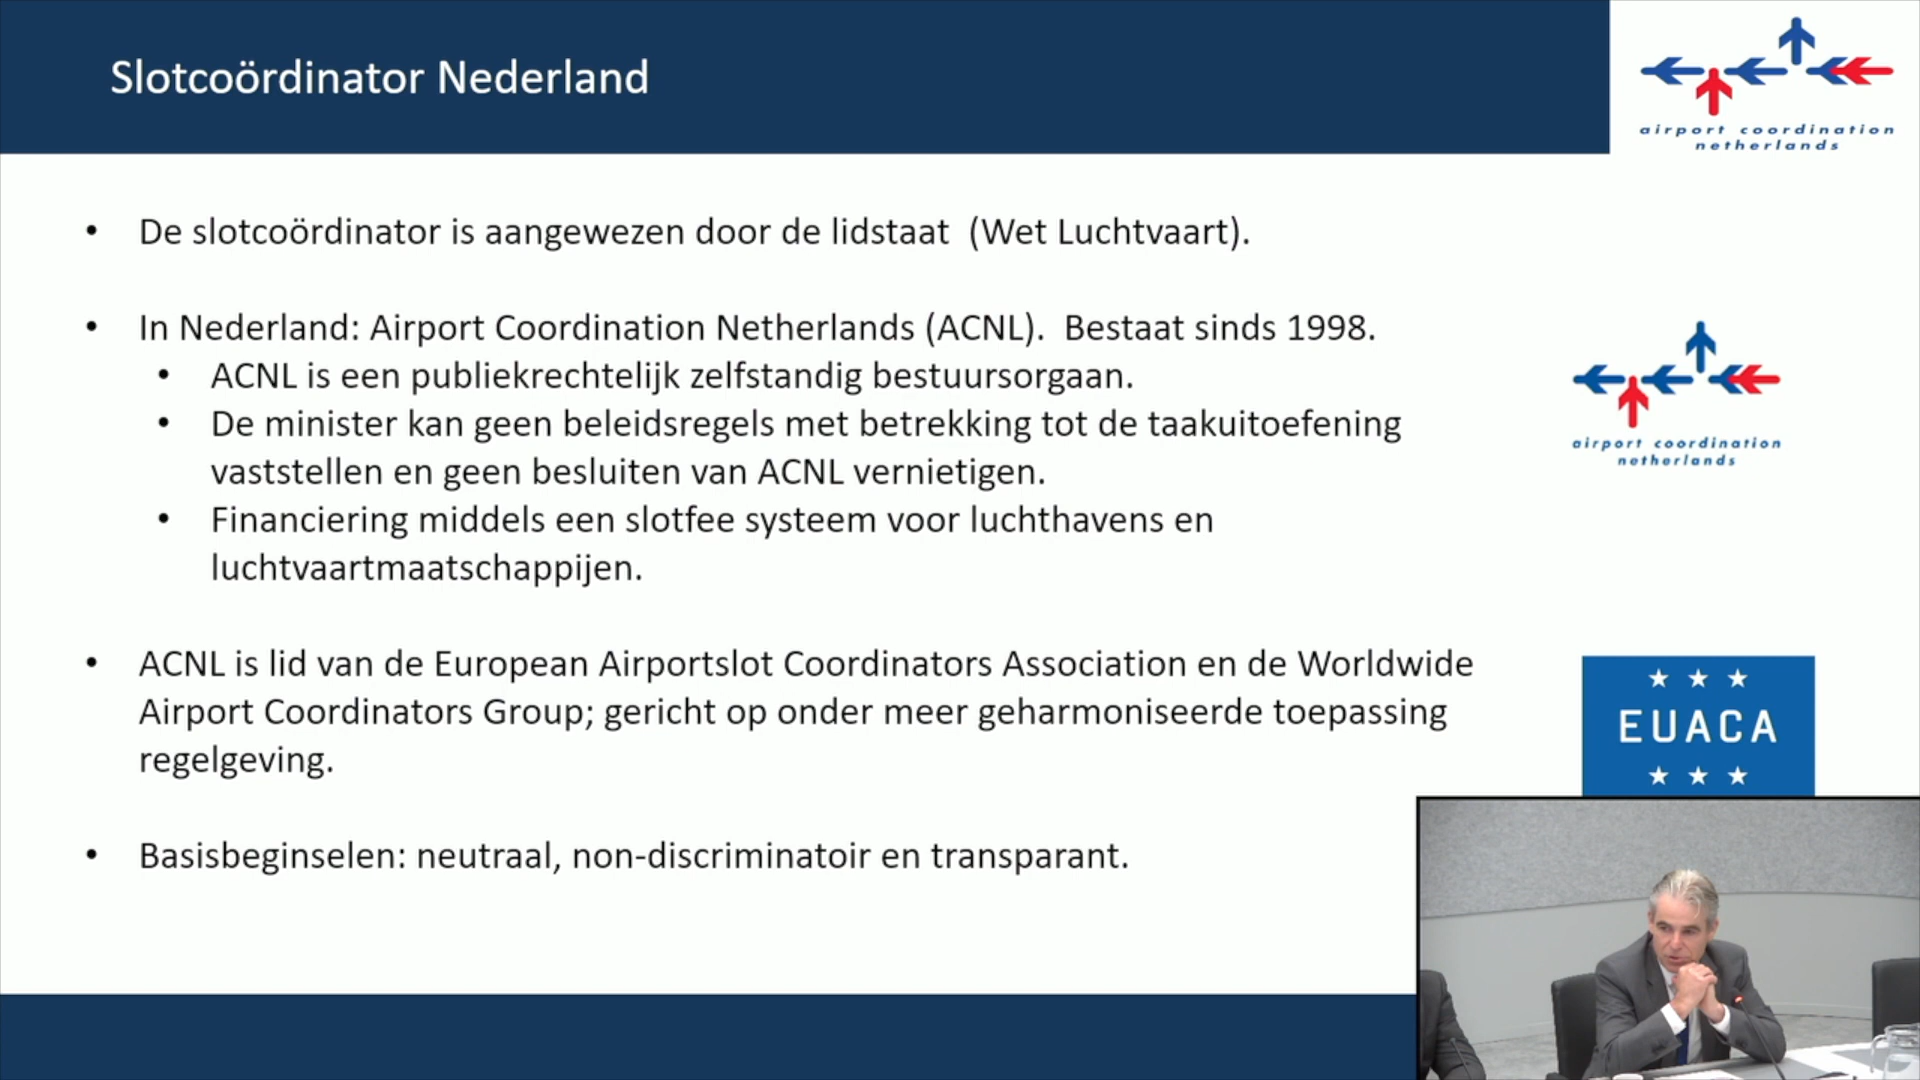 Slotcoördinator Nederland
airport coordination
netherlands
• De slotcoördinator is aangewezen door de lidstaat  (Wet Luchtvaart).
• In Nederland: Airport Coordination Netherlands (ACNL).  Bestaat sinds 1998.
• ACNL is een publiekrechtelijk zelfstandig bestuursorgaan.
• De minister kan geen beleidsregels met betrekking tot de taakuitoefening
vaststellen en geen besluiten van ACNL vernietigen.
• Financiering middels een slotfee systeem voor luchthavens en
luchtvaartmaatschappijen.
airport coordination
netherlands
• ACNL is lid van de European Airportslot Coordinators Association en de Worldwide
Airport Coordinators Group; gericht op onder meer geharmoniseerde toepassing
regelgeving.
EUACA
• Basisbeginselen: neutraal, non-discriminatoir en transparant.